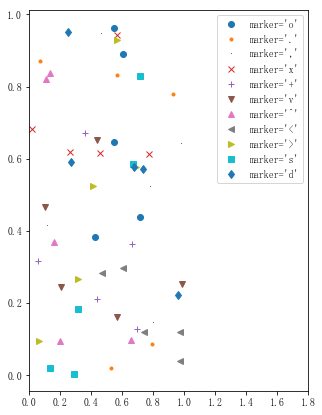 1.0
0.8
0.6
0.4
0.2
0.0
marker='o'
marker='.'
marker=','
marker='x'
marker='+'
marker='v'
marker='^'
marker='<'
marker='>'
marker='s'
marker='d'
0.0 0.2 0.4 0.6 0.8 1.0 1.2 1.4 1.6 1.8